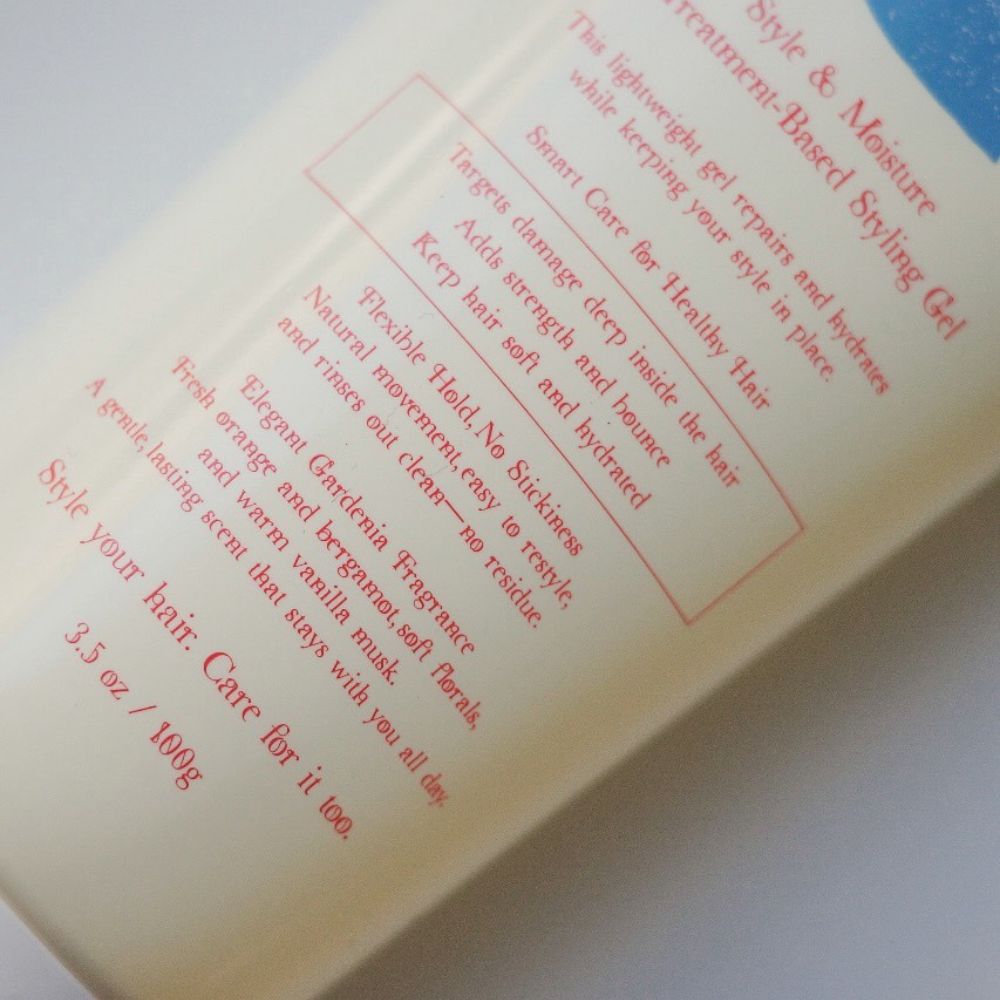 Style & Moisture
Treatment-Based Styling Gel
This lightweight gel repairs and hydrates
while keeping your style in place.
Smart Care for Healthy Hair
Targets damage deep inside the hair
Adds strength and bounce
Keep hair soft and hydrated
Flexible Hold, No Stickiness
Natural movement, easy to restyle,
and rinses out clean—no residue.
Elegant Gardenia Fragrance
Fresh orange and bergamot, soft florals,
and warm vanilla musk.
A gentle, lasting scent that stays with you all day.
Style your hair. Care for it too.
3.5 oz / 100g